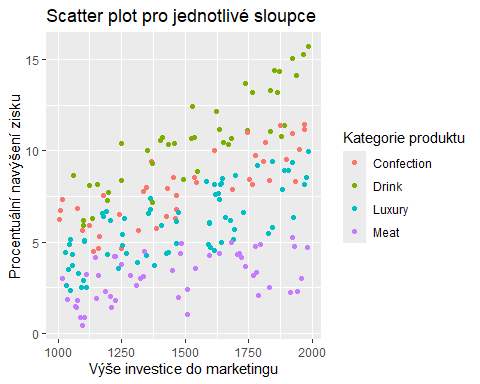 Scatter plot pro jednotlivé sloupce
Procentuální navýšení zisku
15
10
5
0
1000
1250
1500
1750
2000
Výše investice do marketingu
Kategorie produktu
Confection
Drink
Luxury
Meat